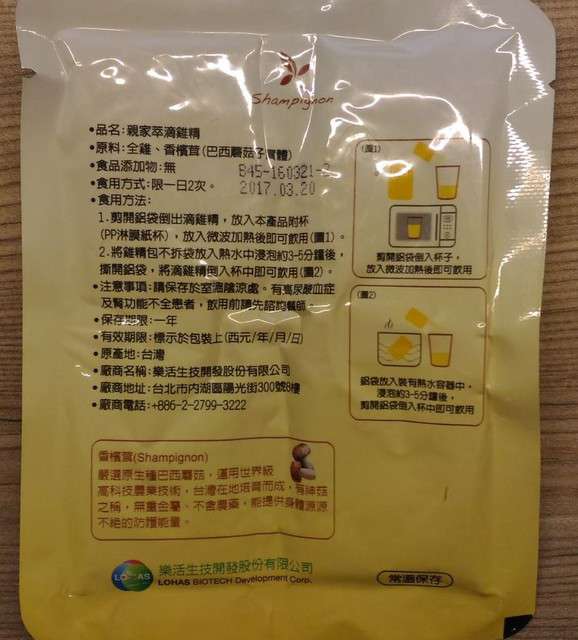 Shampignon
•品名:親家萃滴雞精
•原料:全雞、香檳茸(巴西蘑菇子實體)
•食品添加物:無
B45-160321-2
•食用方式:限一日2次。
2017.03.20
•食用方法:
1.剪開鋁袋倒出滴雞精，放入本產品附杯
(PP淋膜紙杯)，放入微波加熱後即可飲用(圖1)。
2.將雞精包不拆袋放入熱水中浸泡約3-5分鐘後，
撕開鋁袋，將滴雞精倒入杯中即可飲用(圖2)。
•注意事項:請保存於室溫陰涼處。有高尿酸血症
及腎功能不全患者，飲用前請先諮詢醫師。
•保存期限:一年
•有效期限:標示於包裝上(西元/年/月/日)
•原產地:台灣
•廠商名稱:樂活生技開發股份有限公司
•廠商地址:台北市內湖區陽光街300號8樓
•廠商電話:+886-2-2799-3222
(圖1)
剪開鋁袋倒入杯子，
放入微波加熱後即可飲用
(圖2)
鋁袋放入裝有熱水容器中，
浸泡約3-5分鐘後，
剪開鋁袋倒入杯中即可飲用
香檳茸(Shampignon)
嚴選原生種巴西蘑菇，運用世界級
高科技農業技術，台灣在地培育而成，有神菇
之稱，無重金屬、不含農藥，能提供身體源源
不絕的防護能量。
LOHAS
樂活生技開發股份有限公司
LOHAS BIOTECH Development Corp.
常溫保存